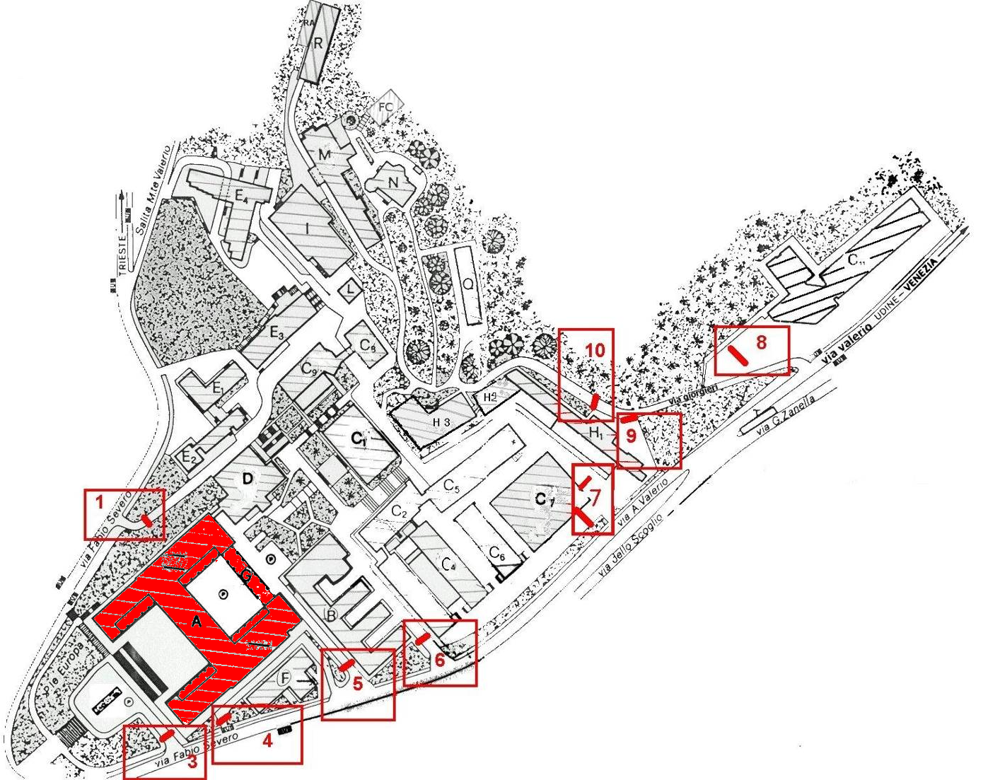 RA
R
FC
M
N
Salita M.te Valerio
E4
I
TRIESTE
L
Q
C11
UDINE - VENEZIA
via valerio
E3
C8
C9
10
8
E1
via giorgieri
H2
H3
T
via G. Zanella
C1
H1
9
E2
D
C5
7
1
via Fabio Severo
C7
C2
via A Valerio
via Jello Scoglio
C6
C4
P
G
P
A
B
P.le Europa
F
6
5
P
4
3
via Fabio Severo